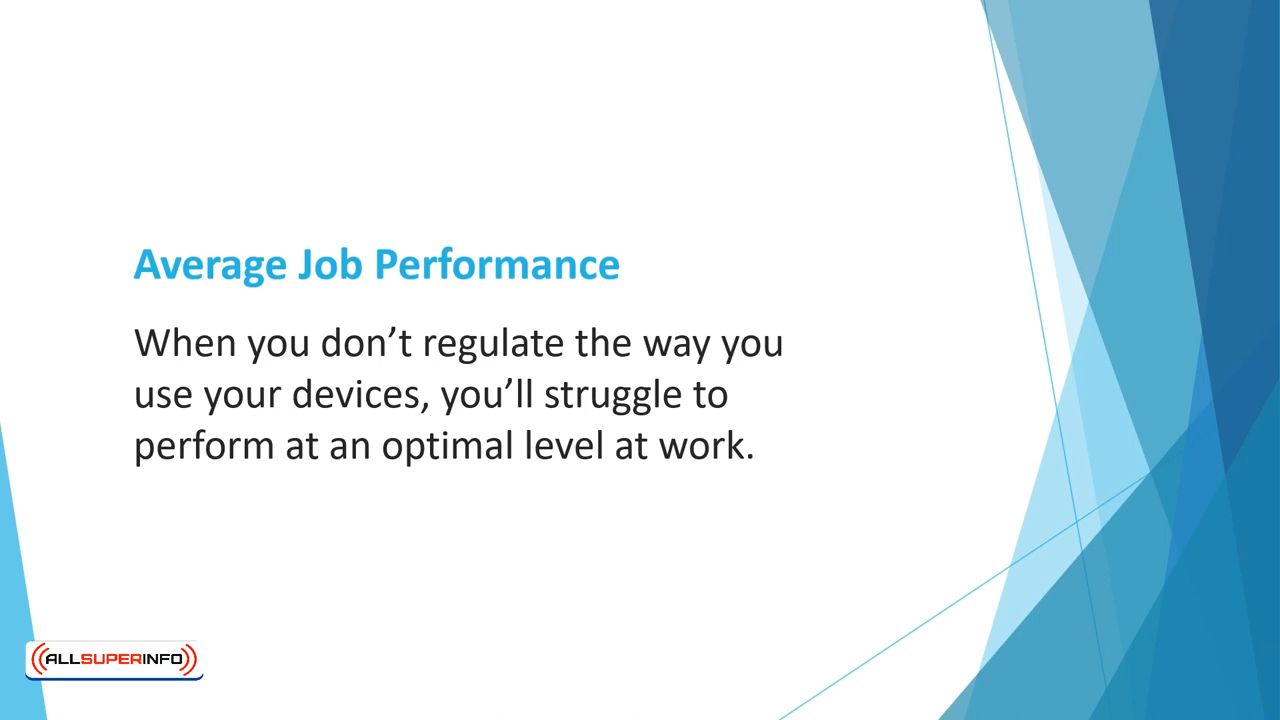 Average Job Performance
When you don’t regulate the way you
use your devices, you’ll struggle to
perform at an optimal level at work.
ALLSUPERINFO